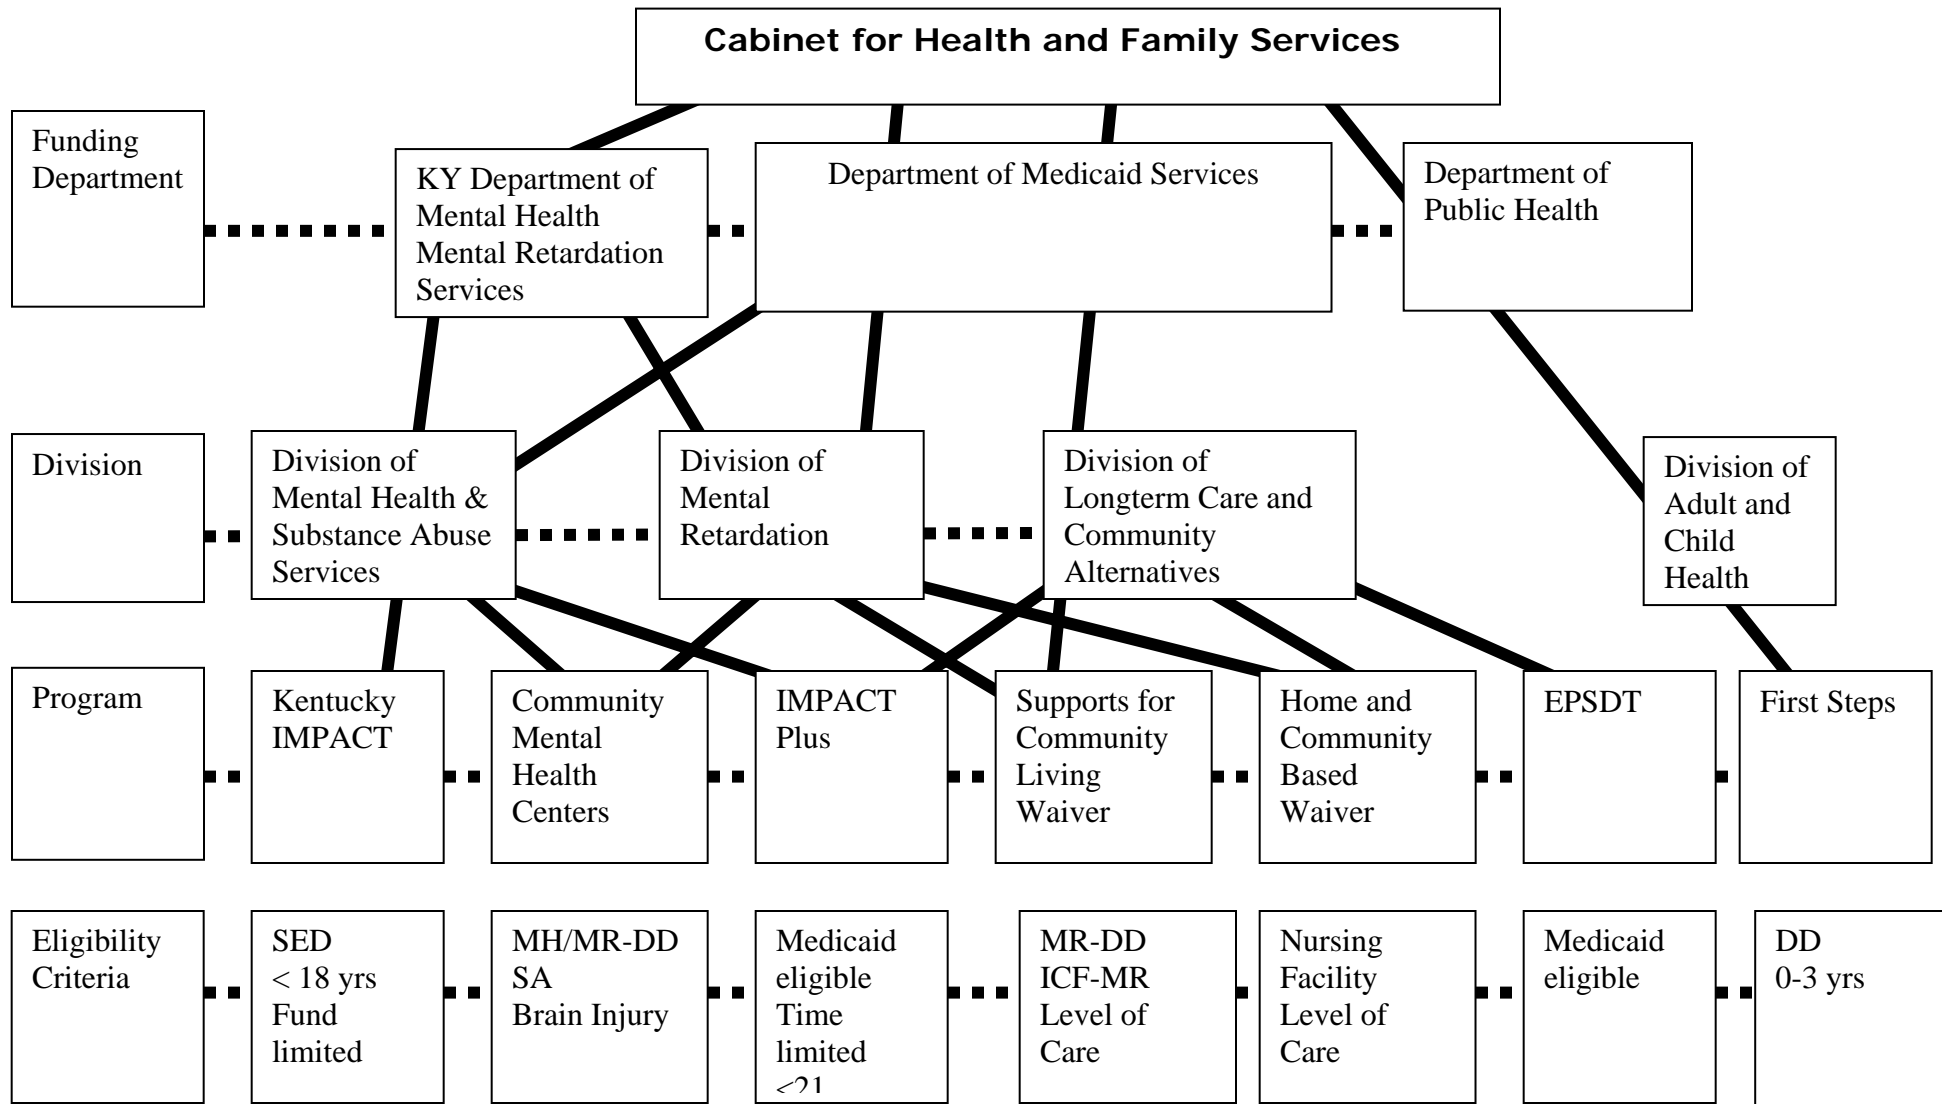 Cabinet for Health and Family Services
Funding
Department
KY Department of
Mental Health
Mental Retardation
Services
Department of Medicaid Services
Department of
Public Health
Division
Division of
Mental Health &
Substance Abuse
Services
Division of
Mental
Retardation
Division of
Longterm Care and
Community
Alternatives
Division of
Adult and
Child
Health
Program
Kentucky
IMPACT
Community
Mental
Health
Centers
IMPACT
Plus
Supports for
Community
Living
Waiver
Home and
Community
Based
Waiver
EPSDT
First Steps
Eligibility
Criteria
SED
< 18 yrs
Fund
limited
MH/MR-DD
SA
Brain Injury
Medicaid
eligible
Time
limited
<21
MR-DD
ICF-MR
Level of
Care
Nursing
Facility
Level of
Care
Medicaid
eligible
DD
0-3 yrs